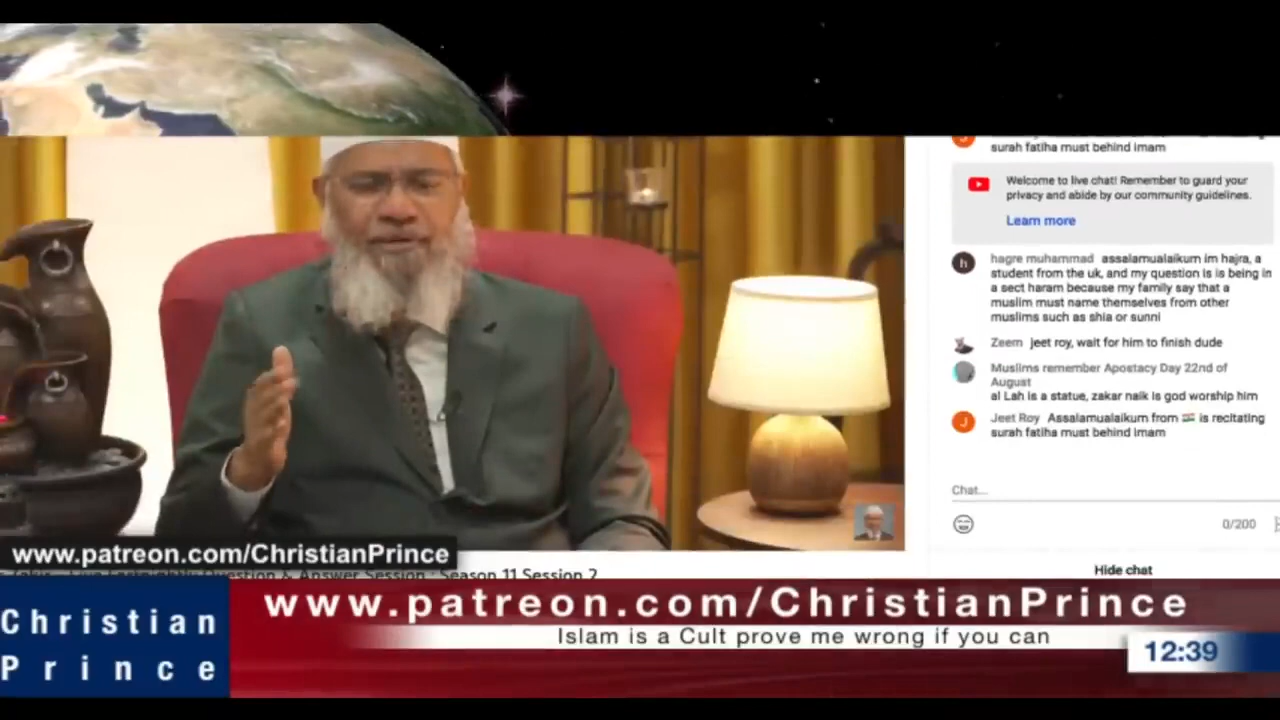 surah fatiha must behind imam
Welcome to live chat! Remember to guard your
privacy and abide by our community guidelines.
Learn more
h
hagre muhammad assalamualaikum im hajra, a
student from the uk, and my question is is being in
a sect haram because my family say that a
muslim must name themselves from other
muslims such as shia or sunni
Zeem jeet roy, wait for him to finish dude
Muslims remember Apostacy Day 22nd of
August
al Lah is a statue, zakar naik is god worship him
J
Jeet Roy Assalamualaikum from is recitating
surah fatiha must behind imam
Chat...
0/200
Hide chat
www.patreon.com/ChristianPrince
Question & Answer Session : Season 11 Session 2
Christian
Prince
www.patreon.com/ChristianPrince
Islam is a Cult prove me wrong if you can
12:39